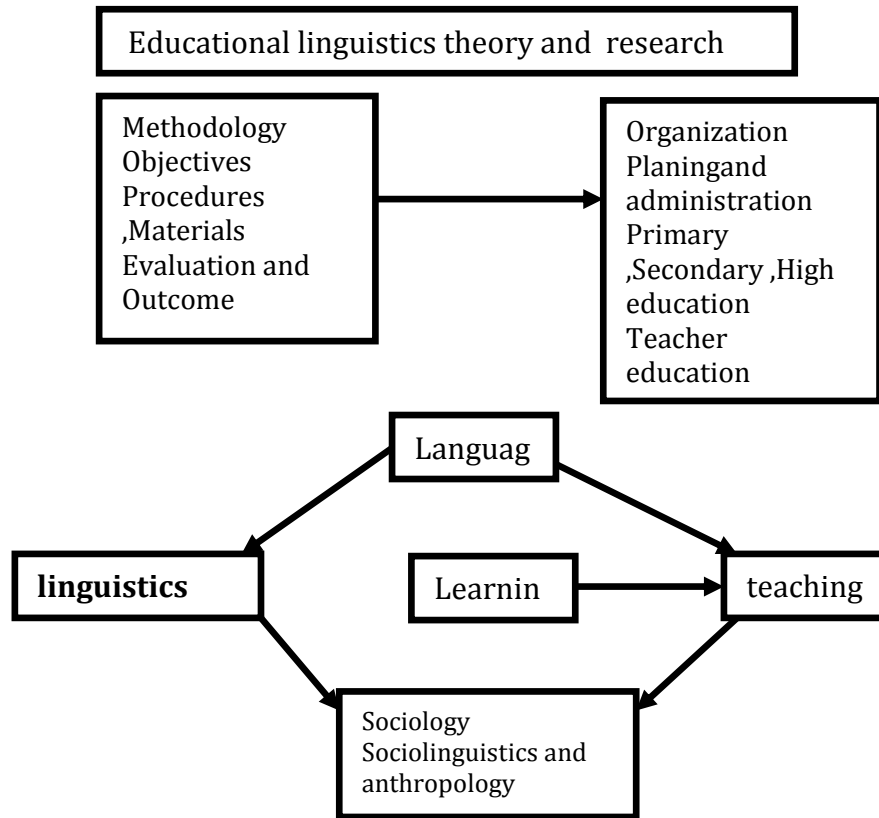 Educational linguistics theory and research
Methodology
Objectives
Procedures
,Materials
Evaluation and
Outcome
Organization
Planingand
administration
Primary
,Secondary ,High
education
Teacher
education
Languag
linguistics
Learnin
teaching
Sociology
Sociolinguistics and
anthropology